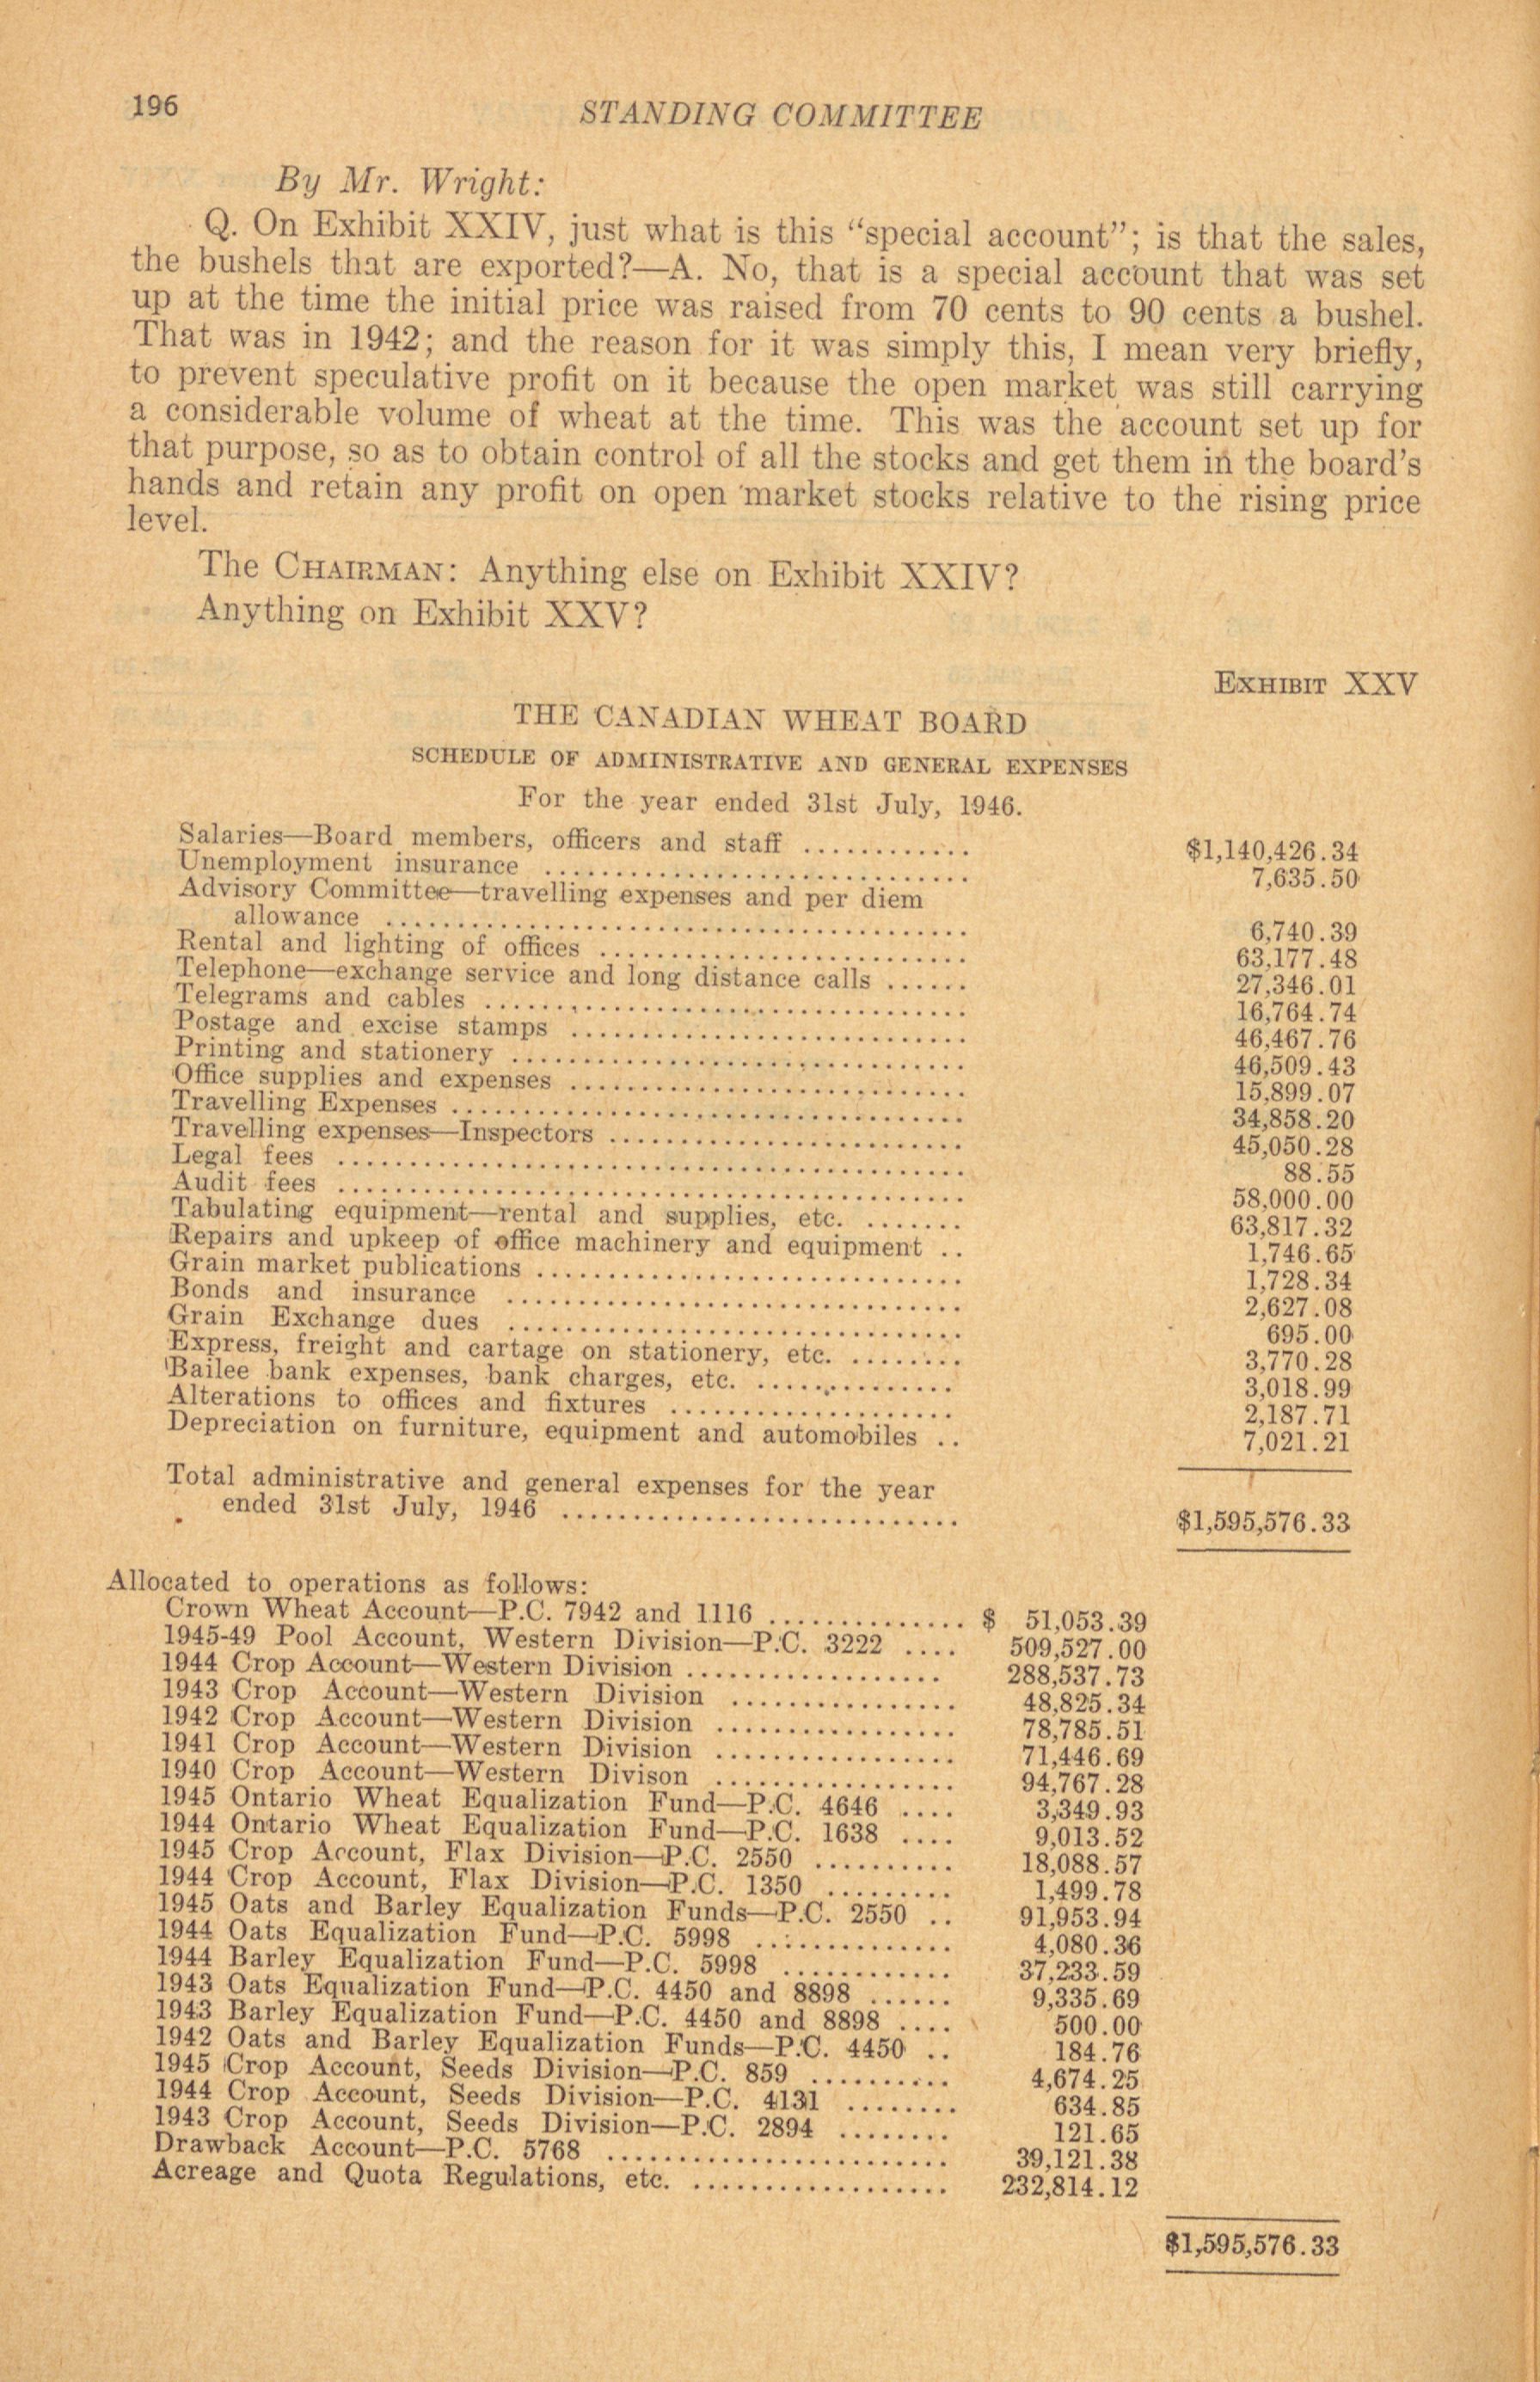 196
STANDING COMMITTEE
By Mr. Wright:
Q. On Exhibit XXIV, just what is this “special account”; is that the sales,
the bushels that are exported?—A. No, that is a special account that was set
up at the time the initial price was raised from 70 cents to 90 cents a bushel.
That was in 1942; and the reason for it was simply this, I mean very briefly,
to prevent speculative profit on it because the open market was still carrying
a considerable volume of wheat at the time. This was the account set up for
that purpose, so as to obtain control of all the stocks and get them in the board’s
hands and retain any profit on open market stocks relative to the rising price
level.
The CHAIRMAN: Anything else on Exhibit XXIV?
Anything on Exhibit XXV?
EXHIBIT XXV
THE CANADIAN WHEAT BOARD
SCHEDULE OF ADMINISTRATIVE AND GENERAL EXPENSES
For the year ended 31st July, 1946.
Salaries—Board members, officers and staff ............ $1,140,426.34
Unemployment insurance .............................. 7,635.50
Advisory Committee—travelling expenses and per diem
allowance ......................................... 6,740.39
Rental and lighting of offices .......................... 63,177.48
Telephone—exchange service and long distance calls ...... 27,346.01
Telegrams and cables .................................. 16,764.74
Postage and excise stamps ............................ 46,467.76
Printing and stationery ................................ 46,509.43
Office supplies and expenses ............................ 15,899.07
Travelling Expenses .................................... 34,858.20
Travelling expenses—Inspectors ......................... 45,050.28
Legal fees ............................................ 88.55
Audit fees ............................................ 58,000.00
Tabulating equipment—rental and supplies, etc. ....... 63,817.32
Repairs and upkeep of office machinery and equipment .. 1,746.65
Grain market publications .............................. 1,728.34
Bonds and insurance ................................ 2,627.08
Grain Exchange dues ................................ 695.00
Express, freight and cartage on stationery, etc. ........ 3,770.28
Bailee bank expenses, bank charges, etc. .............. 3,018.99
Alterations to offices and fixtures .................... 2,187.71
Depreciation on furniture, equipment and automobiles .. 7,021.21
Total administrative and general expenses for the year
ended 31st July, 1946 ............................ $1,595,576.33
Allocated to operations as follows:
Crown Wheat Account—P.C. 7942 and 1116 .............. $ 51,053.39
1945-49 Pool Account, Western Division—P.C. 3222 .... 509,527.00
1944 Crop Account—Western Division .................. 288,537.73
1943 Crop Account—Western Division ................ 48,825.34
1942 Crop Account—Western Division ................. 78,785.51
1941 Crop Account—Western Division ................. 71,446.69
1940 Crop Account—Western Divison ................. 94,767.28
1945 Ontario Wheat Equalization Fund—P.C. 4646 .... 3,349.93
1944 Ontario Wheat Equalization Fund—P.C. 1638 .... 9,013.52
1945 Crop Account, Flax Division—P.C. 2550 .......... 18,088.57
1944 Crop Account, Flax Division—P.C. 1350 ......... 1,499.78
1945 Oats and Barley Equalization Funds—P.C. 2550 .. 91,953.94
1944 Oats Equalization Fund—P.C. 5998 .............. 4,080.36
1944 Barley Equalization Fund—P.C. 5998 ............ 37,233.59
1943 Oats Equalization Fund—P.C. 4450 and 8898 ...... 9,335.69
1943 Barley Equalization Fund—P.C. 4450 and 8898 .... 500.00
1942 Oats and Barley Equalization Funds—P.C. 4450 .. 184.76
1945 Crop Account, Seeds Division—P.C. 859 .......... 4,674.25
1944 Crop Account, Seeds Division—P.C. 4131 ........ 634.85
1943 Crop Account, Seeds Division—P.C. 2894 ........ 121.65
Drawback Account—P.C. 5768 ........................ 39,121.38
Acreage and Quota Regulations, etc. .................. 232,814.12
$1,595,576.33